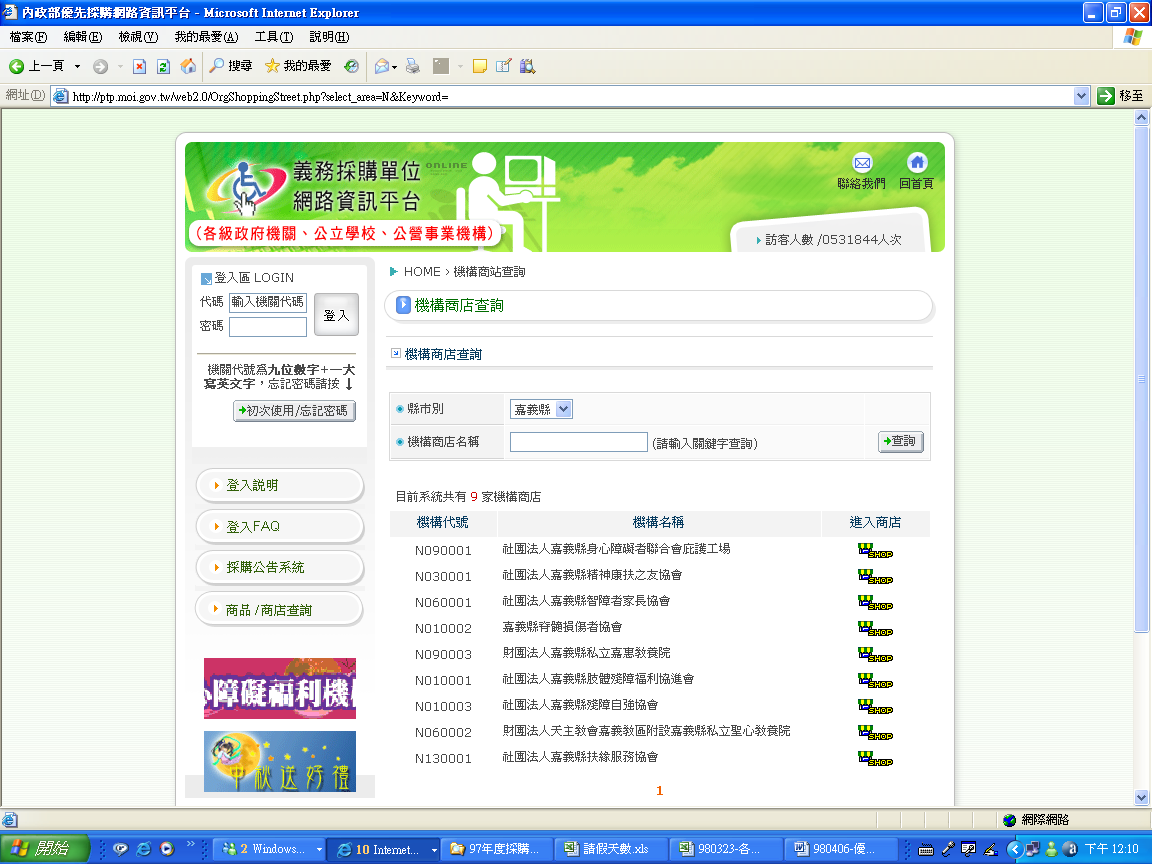 內政部優先採購網路資訊平台 - Microsoft Internet Explorer
檔案(F) 編輯(E) 檢視(V) 我的最愛(A) 工具(T) 說明(H)
上一頁 搜尋 我的最愛
網址(D) http://ptp.moi.gov.tw/web2.0/OrgShoppingStreet.php?select_area=N&Keyword= 移至
義務採購單位
網路資訊平台
ONLINE
(各級政府機關、公立學校、公營事業機構)
聯絡我們 回首頁
訪客人數 /0531844人次
登入區 LOGIN
代碼 輸入機關代碼
密碼
登入
機關代號為九位數字+一大
寫英文字，忘記密碼請按 ↓
初次使用/忘記密碼
登入說明
登入FAQ
採購公告系統
商品 /商店查詢
障礙福利機
中秋送好禮
HOME › 機構商站查詢
機構商店查詢
機構商店查詢
縣市別 嘉義縣
機構商店名稱 (請輸入關鍵字查詢) 查詢
目前系統共有 9 家機構商店
機構代號 機構名稱 進入商店
N090001 社團法人嘉義縣身心障礙者聯合會庇護工場 SHOP
N030001 社團法人嘉義縣精神康扶之友協會 SHOP
N060001 社團法人嘉義縣智障者家長協會 SHOP
N010002 嘉義縣脊髓損傷者協會 SHOP
N090003 財團法人嘉義縣私立嘉惠教養院 SHOP
N010001 社團法人嘉義縣肢體殘障福利協進會 SHOP
N010003 社團法人嘉義縣殘障自強協會 SHOP
N060002 財團法人天主教會嘉義教區附設嘉義縣私立聖心教養院 SHOP
N130001 社團法人嘉義縣扶緣服務協會 SHOP
1
網際網路
開始 2 Windows... 10 Internet... 97年度採購... 請假天數.xls 980323-各... 980406-優... 下午 12:10